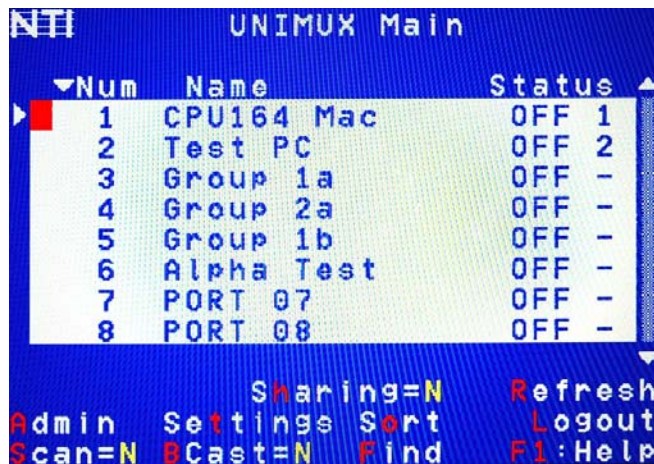 NTI UNIMUX Main
Num Name Status
1 CPU164 Mac OFF 1
2 Test PC OFF 2
3 Group 1a OFF -
4 Group 2a OFF -
5 Group 1b OFF -
6 Alpha Test OFF -
7 PORT 07 OFF -
8 PORT 08 OFF -
Sharing=N Refresh
Admin Settings Sort Logout
Scan=N BCast=N Find F1:Help